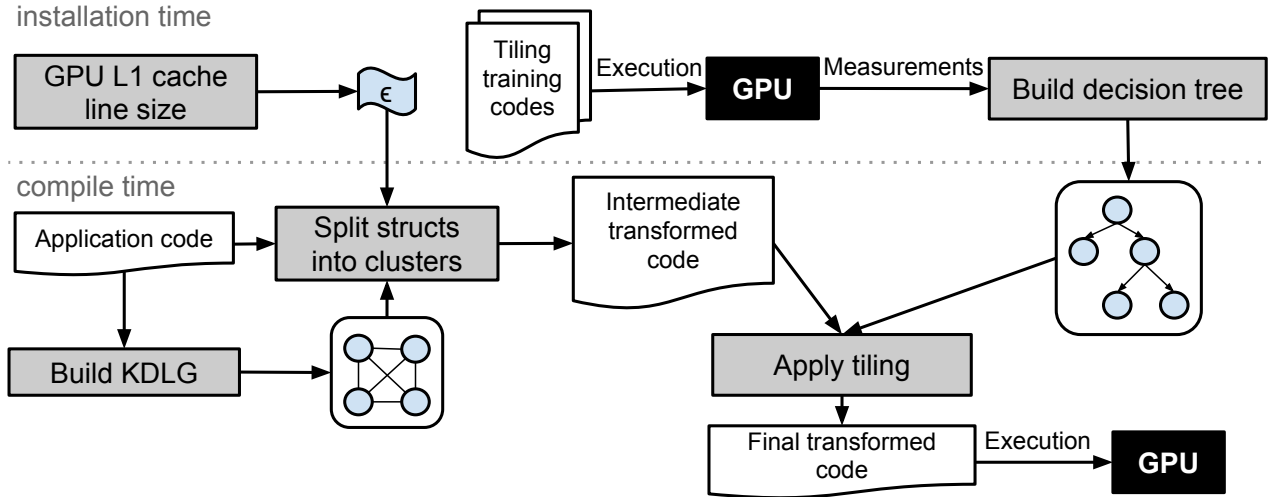 installation time
GPU L1 cache
line size
ϵ
Tiling
training
codes
Execution
GPU
Measurements
Build decision tree
compile time
Application code
Split structs
into clusters
Intermediate
transformed
code
Build KDLG
Apply tiling
Final transformed
code
Execution
GPU